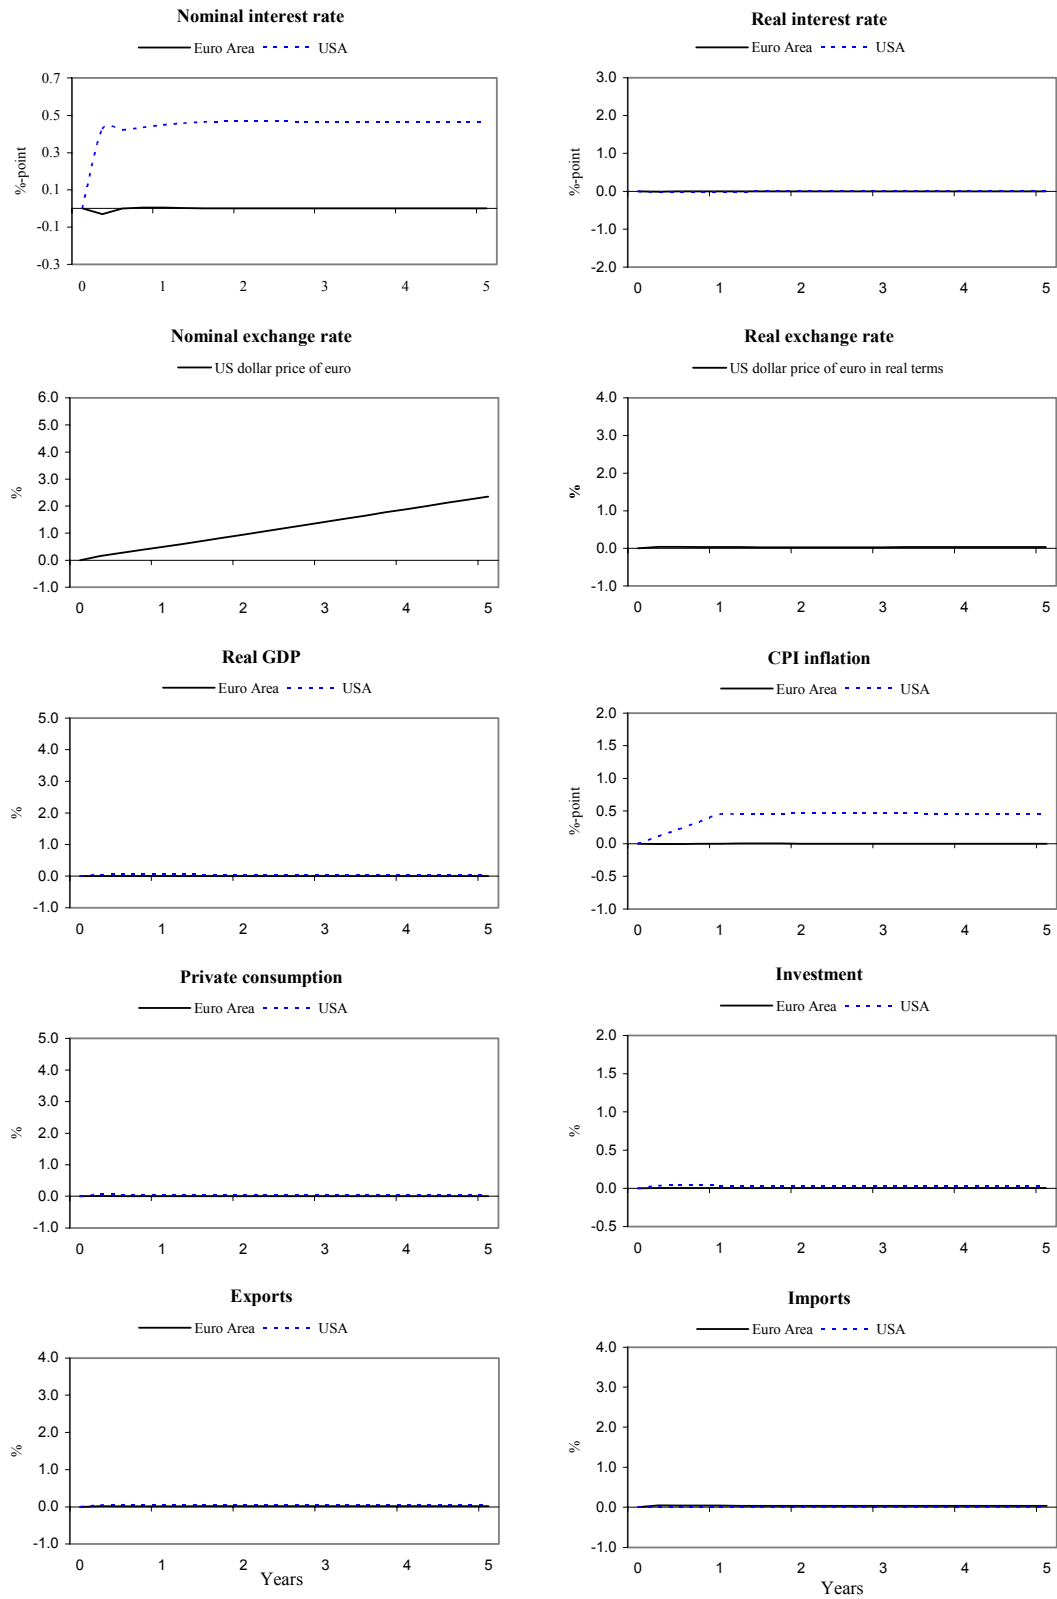 Nominal interest rate
Euro Area USA
%-point
0.7
0.5
0.3
0.1
-0.1
-0.3
0 1 2 3 4 5
Real interest rate
Euro Area USA
%-point
3.0
2.0
1.0
0.0
-1.0
-2.0
0 1 2 3 4 5
Nominal exchange rate
US dollar price of euro
%
6.0
5.0
4.0
3.0
2.0
1.0
0.0
-1.0
0 1 2 3 4 5
Real exchange rate
US dollar price of euro in real terms
%
4.0
3.0
2.0
1.0
0.0
-1.0
0 1 2 3 4 5
Real GDP
Euro Area USA
%
5.0
4.0
3.0
2.0
1.0
0.0
-1.0
0 1 2 3 4 5
CPI inflation
Euro Area USA
%-point
2.0
1.5
1.0
0.5
0.0
-0.5
-1.0
0 1 2 3 4 5
Private consumption
Euro Area USA
%
5.0
4.0
3.0
2.0
1.0
0.0
-1.0
0 1 2 3 4 5
Investment
Euro Area USA
%
2.0
1.5
1.0
0.5
0.0
-0.5
0 1 2 3 4 5
Exports
Euro Area USA
%
4.0
3.0
2.0
1.0
0.0
-1.0
0 1 2 3 4 5
Years
Imports
Euro Area USA
%
4.0
3.0
2.0
1.0
0.0
-1.0
0 1 2 3 4 5
Years